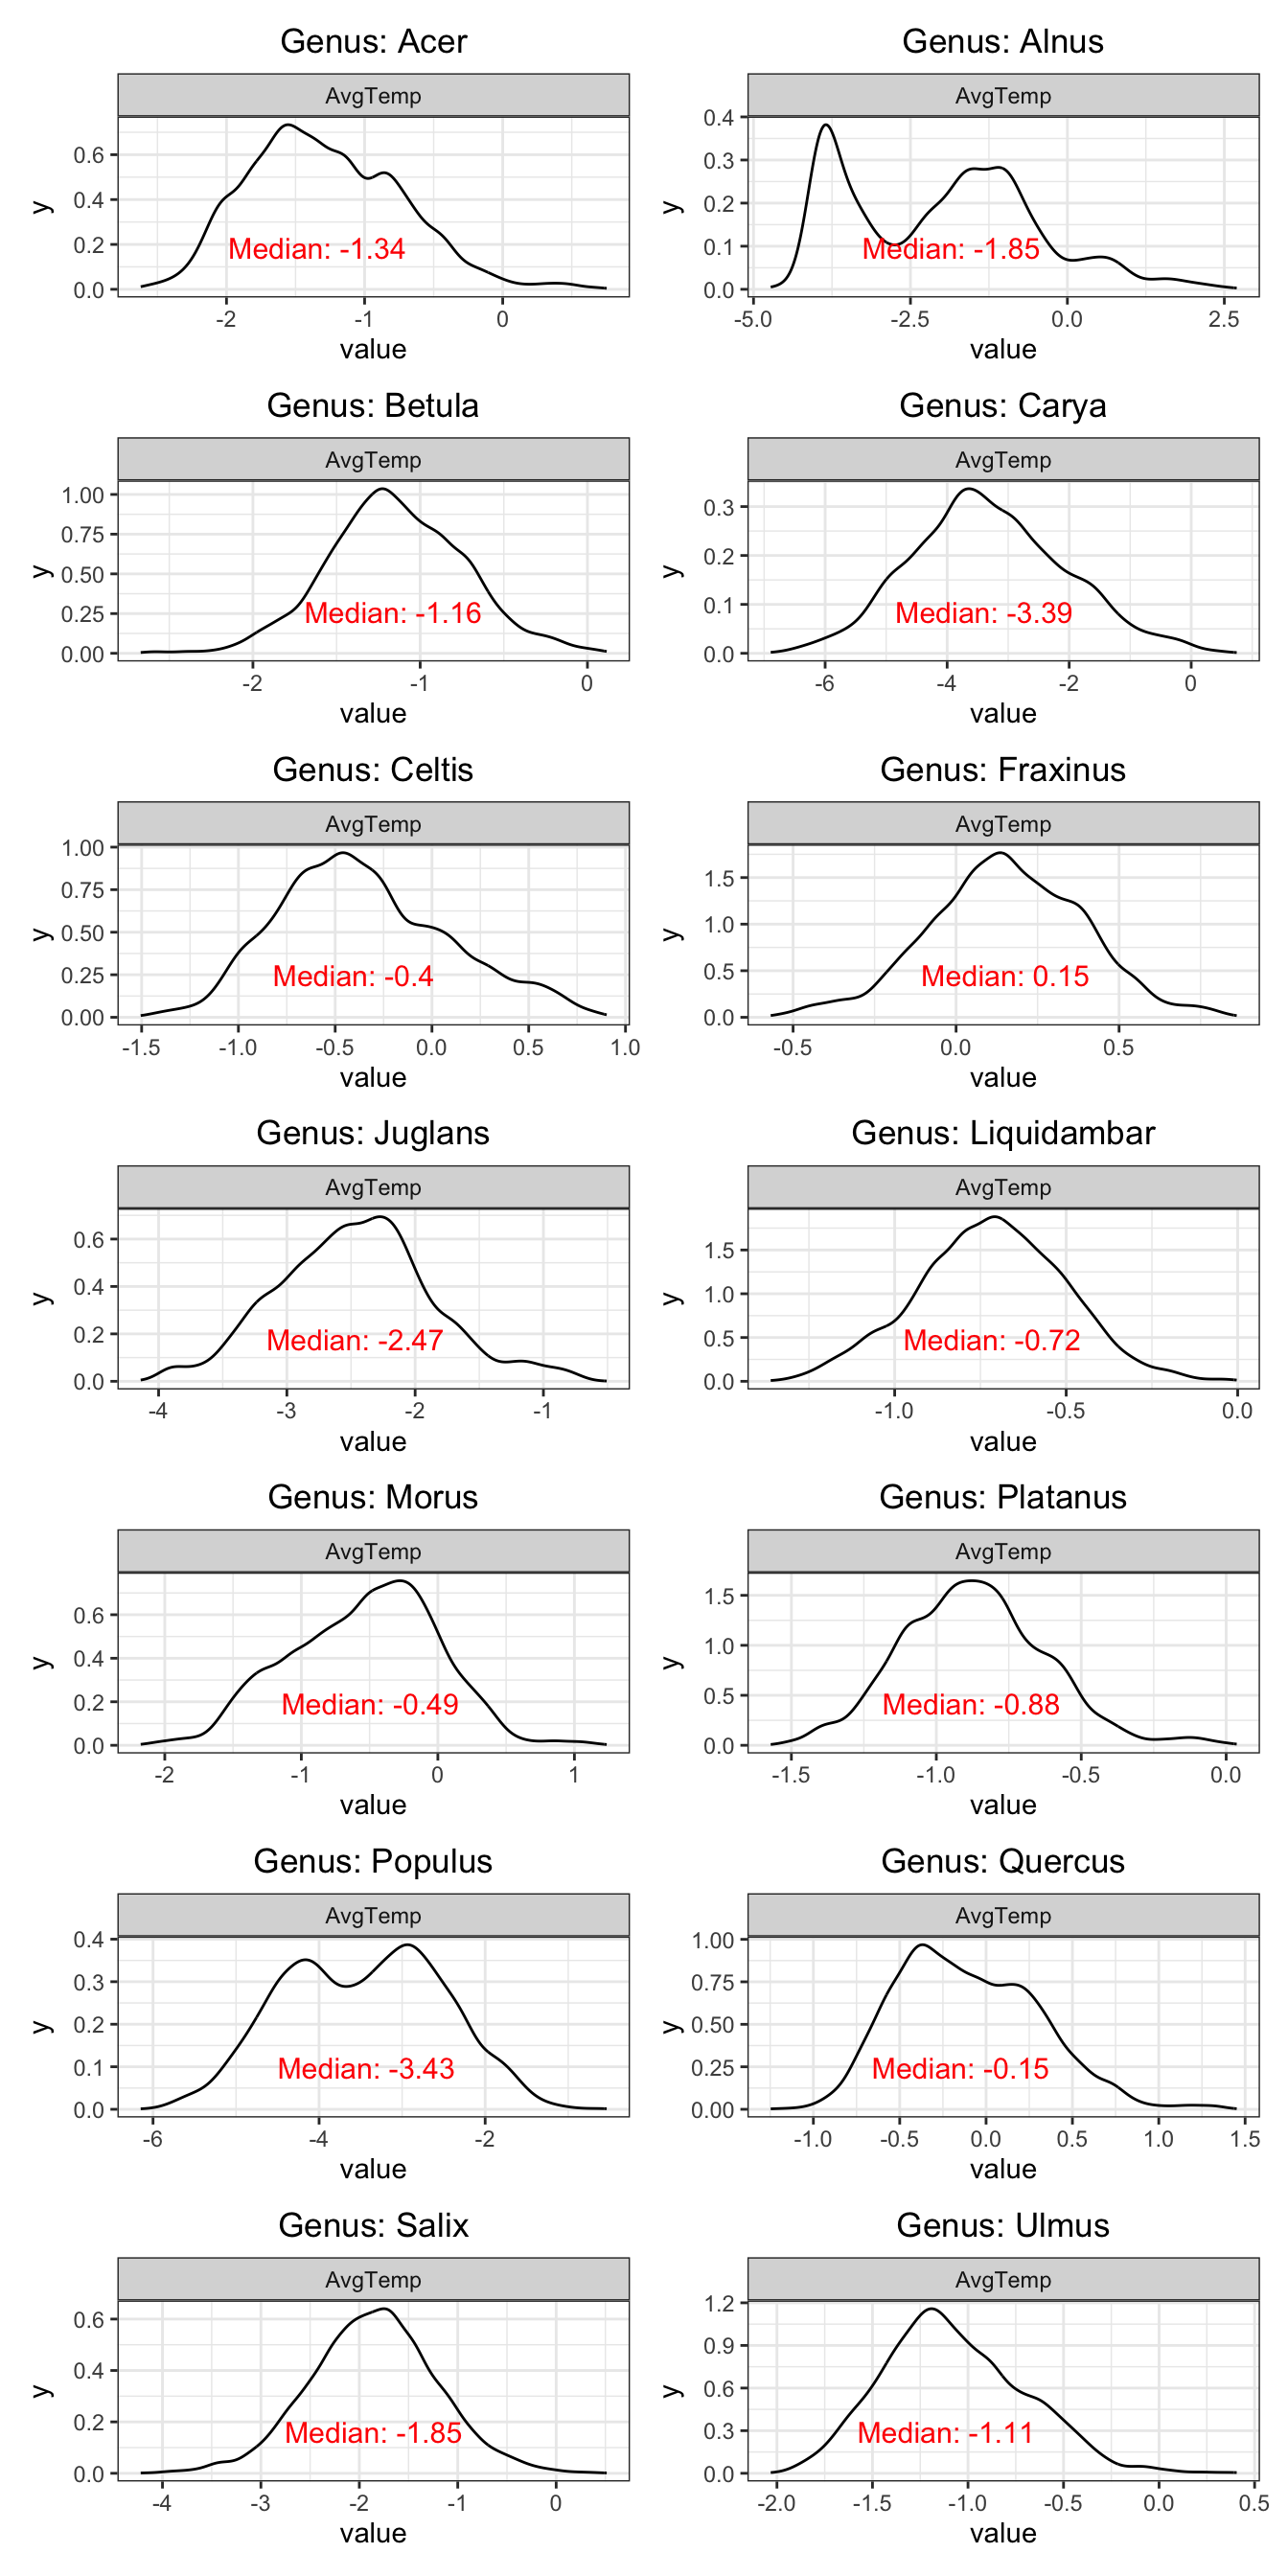 Genus: Acer
AvgTemp
0.6
0.4
0.2
0.0
y
Median: -1.34
-2 -1 0
value
Genus: Alnus
AvgTemp
0.4
0.3
0.2
0.1
0.0
y
Median: -1.85
-5.0 -2.5 0.0 2.5
value
Genus: Betula
AvgTemp
1.00
0.75
0.50
0.25
0.00
y
Median: -1.16
-2 -1 0
value
Genus: Carya
AvgTemp
0.3
0.2
0.1
0.0
y
Median: -3.39
-6 -4 -2 0
value
Genus: Celtis
AvgTemp
1.00
0.75
0.50
0.25
0.00
y
Median: -0.4
-1.5 -1.0 -0.5 0.0 0.5 1.0
value
Genus: Fraxinus
AvgTemp
1.5
1.0
0.5
0.0
y
Median: 0.15
-0.5 0.0 0.5
value
Genus: Juglans
AvgTemp
0.6
0.4
0.2
0.0
y
Median: -2.47
-4 -3 -2 -1
value
Genus: Liquidambar
AvgTemp
1.5
1.0
0.5
0.0
y
Median: -0.72
-1.0 -0.5 0.0
value
Genus: Morus
AvgTemp
0.6
0.4
0.2
0.0
y
Median: -0.49
-2 -1 0 1
value
Genus: Platanus
AvgTemp
1.5
1.0
0.5
0.0
y
Median: -0.88
-1.5 -1.0 -0.5 0.0
value
Genus: Populus
AvgTemp
0.4
0.3
0.2
0.1
0.0
y
Median: -3.43
-6 -4 -2
value
Genus: Quercus
AvgTemp
1.00
0.75
0.50
0.25
0.00
y
Median: -0.15
-1.0 -0.5 0.0 0.5 1.0 1.5
value
Genus: Salix
AvgTemp
0.6
0.4
0.2
0.0
y
Median: -1.85
-4 -3 -2 -1 0
value
Genus: Ulmus
AvgTemp
1.2
0.9
0.6
0.3
0.0
y
Median: -1.11
-2.0 -1.5 -1.0 -0.5 0.0 0.5
value